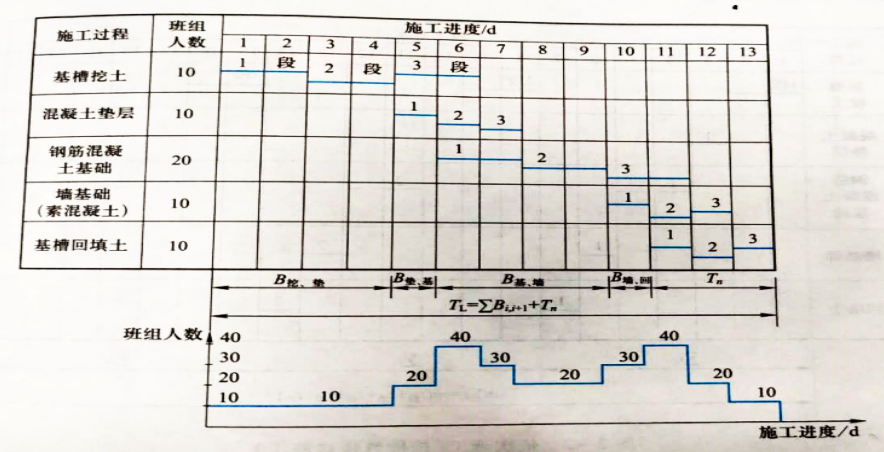 施工过程 班组人数 施工进度/d
1 2 3 4 5 6 7 8 9 10 11 12 13
基槽挖土 10 1 段 2 段 3 段
混凝土垫层 10 1 2 3
钢筋混凝土基础 20 1 2 3
墙基础(素混凝土) 10 1 2 3
基槽回填土 10 1 2 3
B挖、垫 B垫、基 B基、墙 B墙、回 Tn
TL=∑Bi,i+1+Tn
班组人数 40 30 20 10
10 20 40 30 20 30 40 20 10
施工进度/d